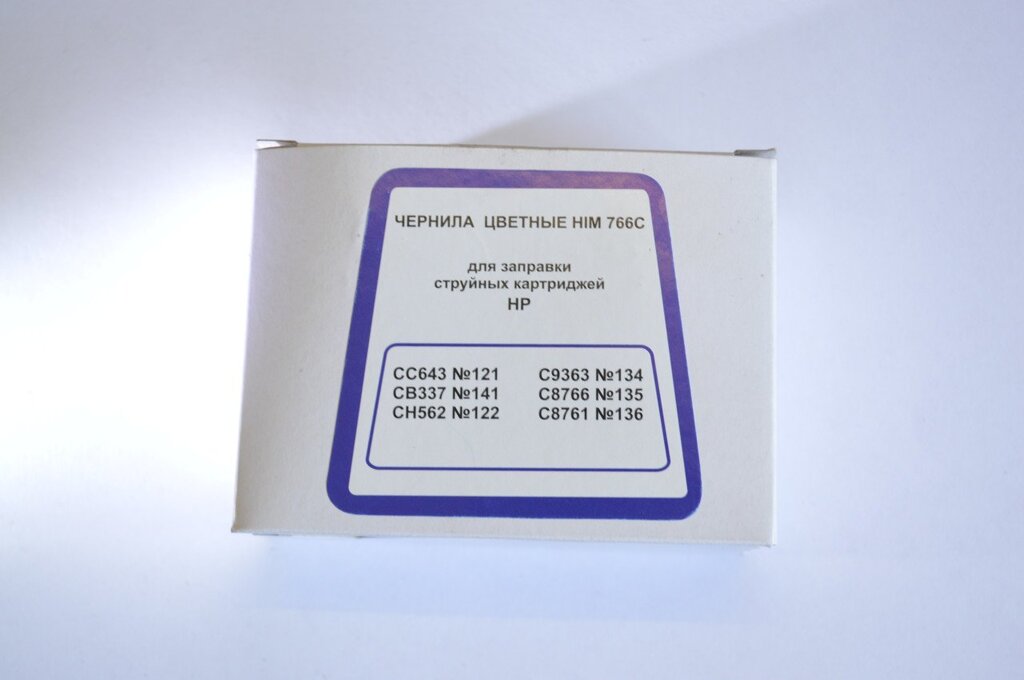 ЧЕРНИЛА ЦВЕТНЫЕ HIM 766C
для заправки
струйных картриджей
HP
CC643 №121
CB337 №141
CH562 №122
C9363 №134
C8766 №135
C8761 №136